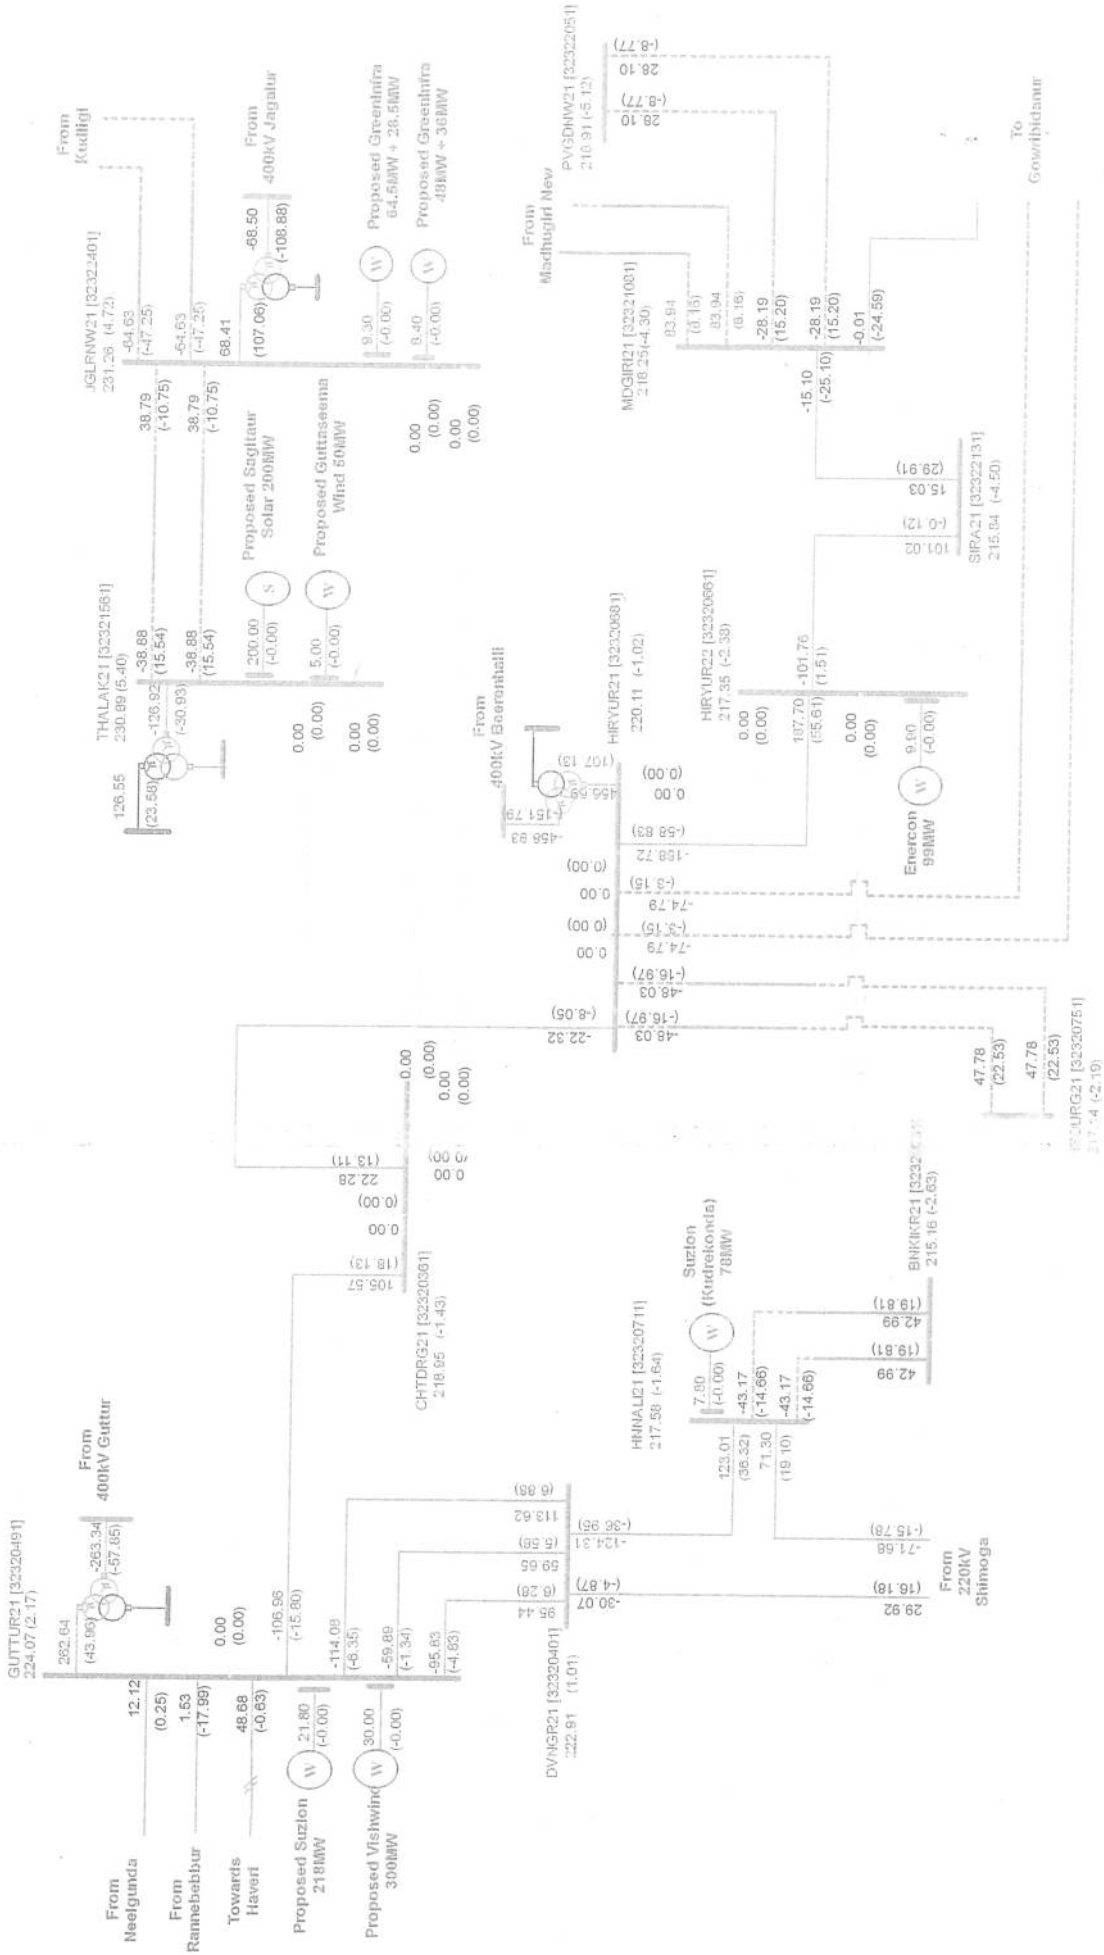 GUTTUR21 [32320491]
224.07 (2.17)
262.64
(43.96)
From
400kV Guttur
-263.34
(-57.85)
From
Neelgunda
12.12
(0.25)
From
Rannebebbur
1.53
(-17.99)
Towards
Haveri
48.68
(-0.63)
0.00
(0.00)
Proposed Suzlon
218MW
W
21.80
(-0.00)
Proposed Vishwind
300MW
W
30.00
(-0.00)
-106.96
(-15.80)
-114.08
(-6.35)
-59.89
(-1.34)
-95.83
(-4.83)
DVNGR21 [32320401]
222.91 (1.01)
95.44
(6.28)
59.65
(5.58)
113.62
(6.88)
-30.07
(-4.87)
-124.31
(-36.95)
29.92
(16.18)
-71.68
(-15.78)
From
220kV
Shimoga
HNNALI21 [32320711]
217.58 (-1.64)
Suzlon
(Kudrekonda)
78MW
W
7.80
(-0.00)
123.01
(36.32)
71.30
(19.10)
-43.17
(-14.66)
-43.17
(-14.66)
42.99
(19.81)
42.99
(19.81)
BNKIKR21
215.16 (-2.63)
CHTDRG21 [32320361]
218.95 (-1.43)
105.57
(18.13)
0.00
(0.00)
22.28
(13.11)
0.00
(0.00)
0.00
(0.00)
0.00
(0.00)
THALAK21 [32321561]
230.89 (5.40)
126.55
(23.58)
-126.92
(-30.93)
-38.88
(15.54)
-38.88
(15.54)
Proposed Sagitaur
Solar 200MW
S
200.00
(-0.00)
Proposed Guttaseema
Wind 50MW
W
5.00
(-0.00)
0.00
(0.00)
0.00
(0.00)
JGLRNW21 [32322401]
231.26 (4.72)
From
Kudligi
-64.63
(-47.25)
-64.63
(-47.25)
38.79
(-10.75)
38.79
(-10.75)
68.41
(107.06)
From
400kV Jagalur
-68.50
(-108.88)
Proposed GreenInfra
64.5MW + 28.5MW
W
9.30
(-0.00)
Proposed GreenInfra
48MW + 36MW
W
8.40
(-0.00)
0.00
(0.00)
0.00
(0.00)
From
400kV Beerenhalli
-458.93
(-151.79)
456.69
(107.13)
HIRYUR21 [32320681]
220.11 (-1.02)
-22.32
(-8.05)
0.00
(0.00)
0.00
(0.00)
0.00
(0.00)
-48.03
(-16.97)
-48.03
(-16.97)
-74.79
(-3.15)
-74.79
(-3.15)
-188.72
(-58.83)
47.78
(22.53)
47.78
(22.53)
[32320751]
(-2.19)
HIRYUR22 [32320661]
217.35 (-2.38)
0.00
(0.00)
187.70
(55.61)
0.00
(0.00)
-101.76
(1.51)
Enercon
99MW
W
9.90
(-0.00)
SIRA21 [32322131]
215.84 (-4.50)
101.02
(-0.12)
15.03
(29.91)
MDGIRI21 [32321081]
218.25(-4.30)
From
Madhugiri New
83.94
(8.16)
83.94
(8.16)
-28.19
(15.20)
-28.19
(15.20)
-0.01
(-24.59)
-15.10
(-25.10)
PVGDNW21 [32322051]
218.91 (-5.12)
28.10
(-8.77)
28.10
(-8.77)
To
Gowribidanur